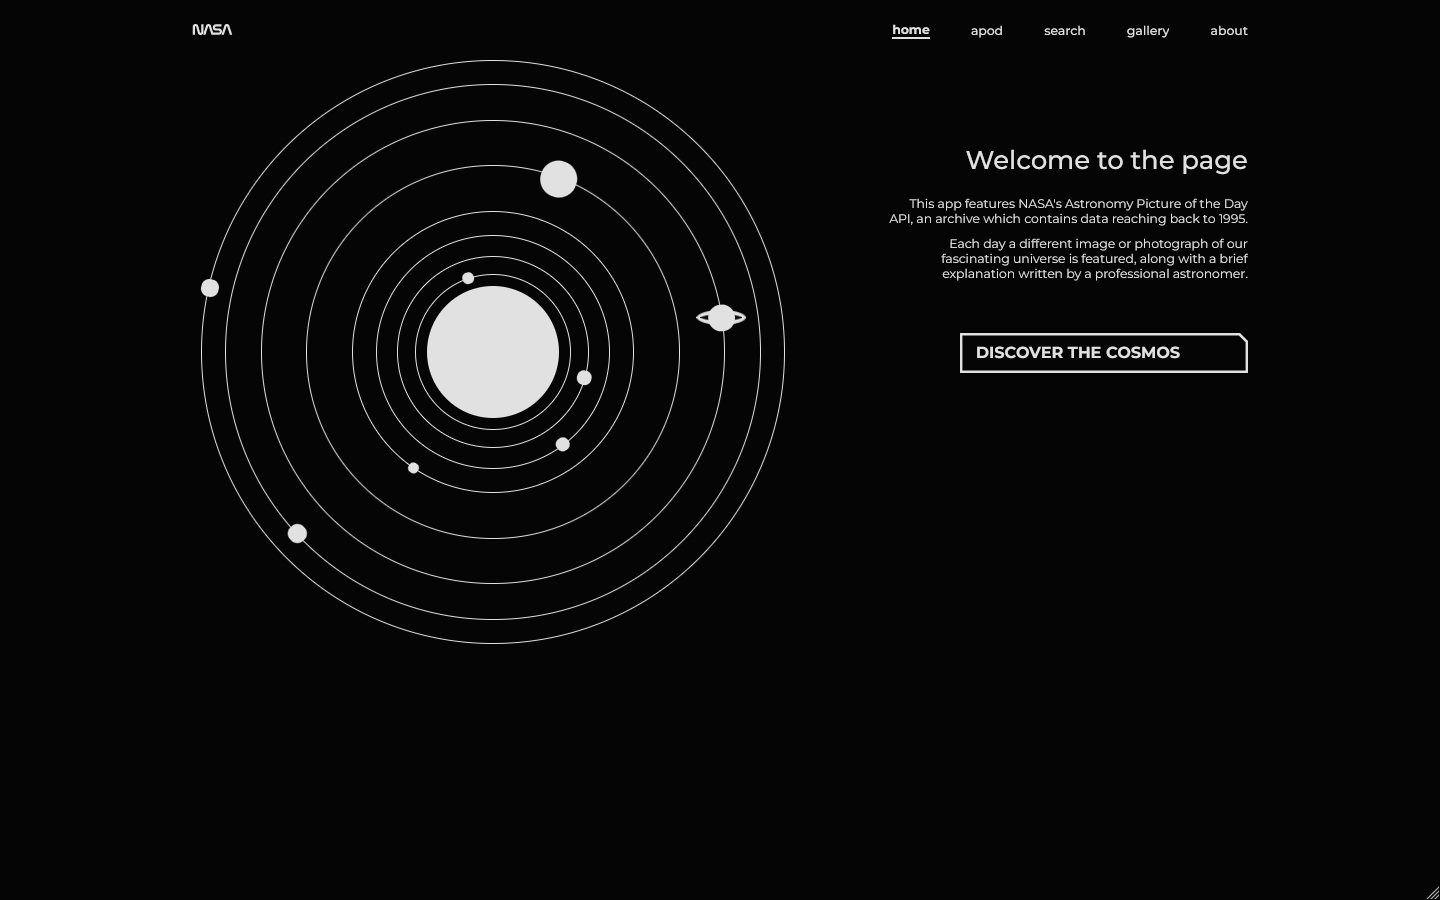 NASA
home apod search gallery about
Welcome to the page
This app features NASA's Astronomy Picture of the Day
API, an archive which contains data reaching back to 1995.
Each day a different image or photograph of our
fascinating universe is featured, along with a brief
explanation written by a professional astronomer.
DISCOVER THE COSMOS